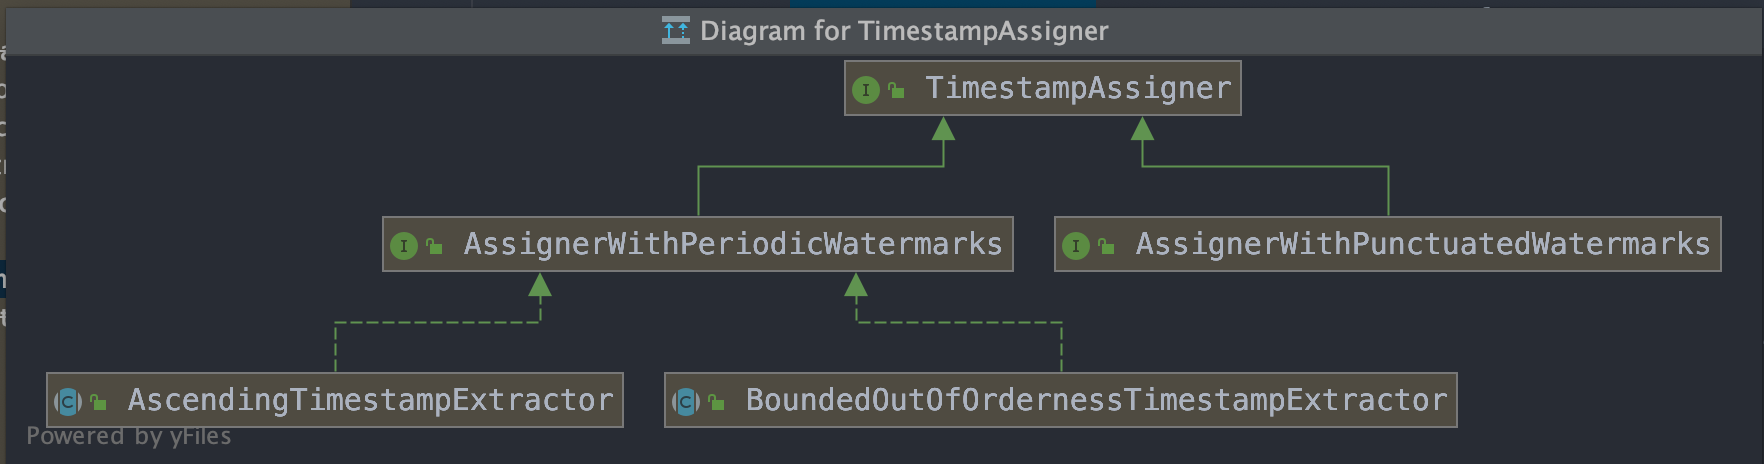 Diagram for TimestampAssigner
TimestampAssigner
AssignerWithPeriodicWatermarks
AssignerWithPunctuatedWatermarks
AscendingTimestampExtractor
BoundedOutOfOrdernessTimestampExtractor
Powered by yFiles